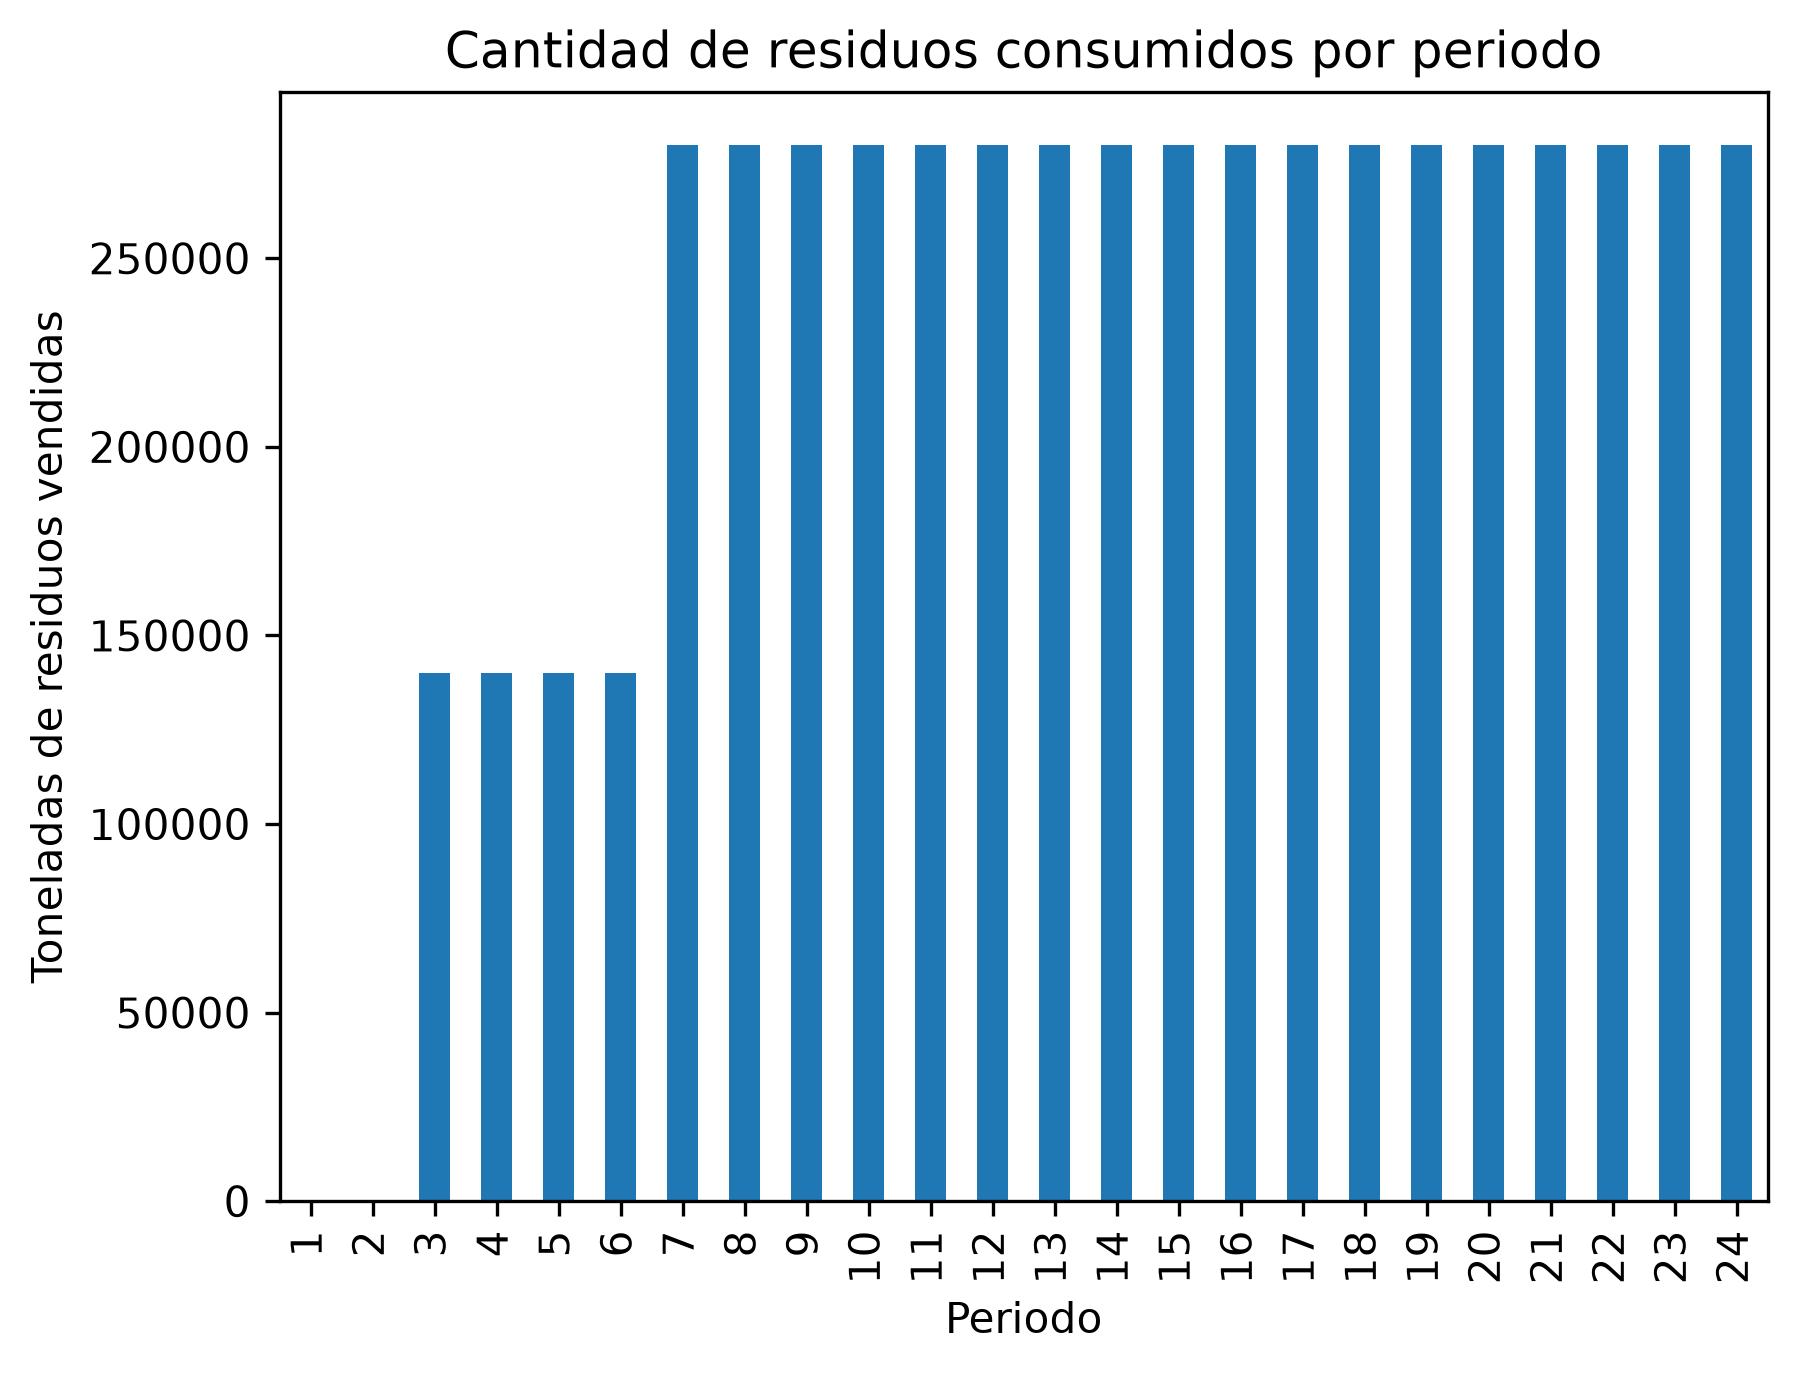 Cantidad de residuos consumidos por periodo
Toneladas de residuos vendidas
250000
200000
150000
100000
50000
0
1 2 3 4 5 6 7 8 9 10 11 12 13 14 15 16 17 18 19 20 21 22 23 24
Periodo